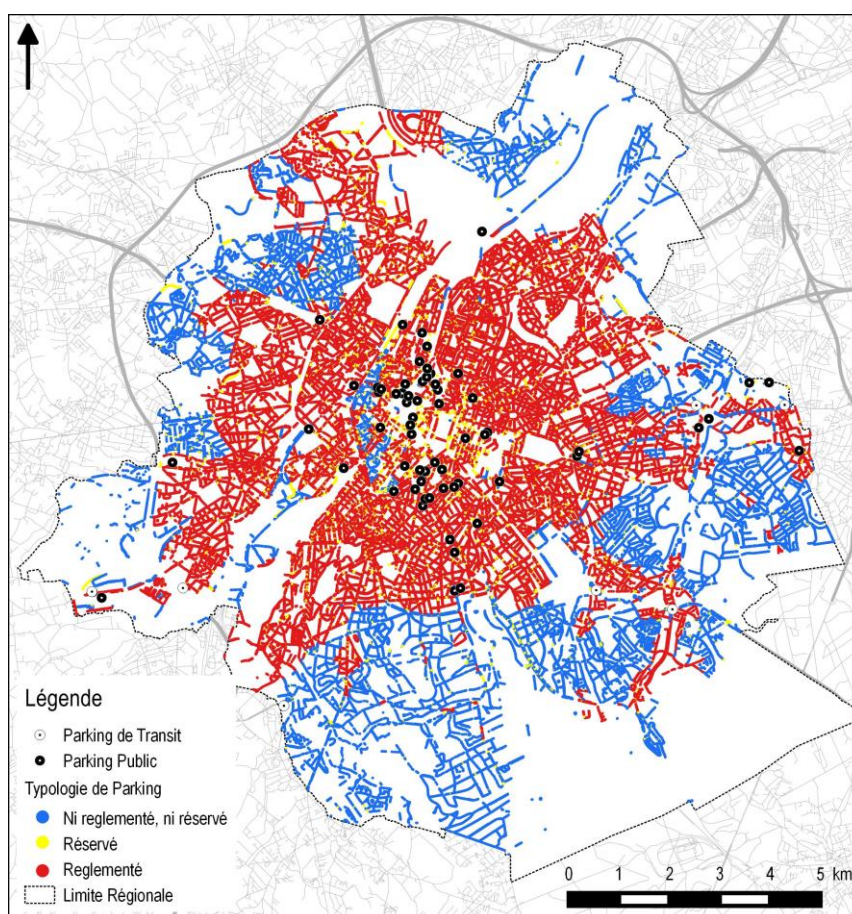 Légende
Parking de Transit
Parking Public
Typologie de Parking
Ni reglementé, ni réservé
Réservé
Reglementé
Limite Régionale
0 1 2 3 4 5 km